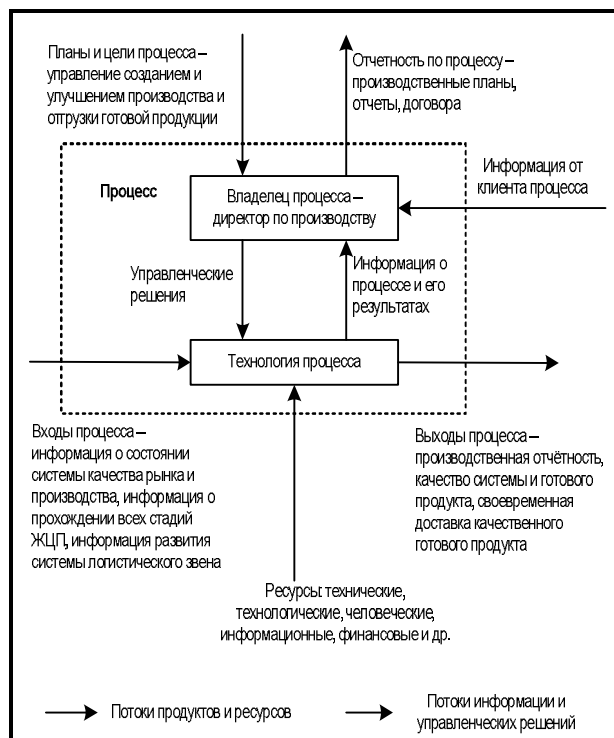 Планы и цели процесса –
управление созданием и
улучшением производства и
отгрузки готовой продукции
Отчетность по процессу –
производственные планы,
отчеты, договора
Информация от
клиента процесса
Процесс
Владелец процесса –
директор по производству
Управленческие
решения
Информация о
процессе и его
результатах
Технология процесса
Входы процесса –
информация о состоянии
системы качества рынка и
производства, информация о
прохождении всех стадий
ЖЦП, информация развития
системы логистического звена
Выходы процесса –
производственная отчётность,
качество системы и готового
продукта, своевременная
доставка качественного
готового продукта
Ресурсы: технические,
технологические, человеческие,
информационные, финансовые и др.
Потоки продуктов и ресурсов
Потоки информации и
управленческих решений